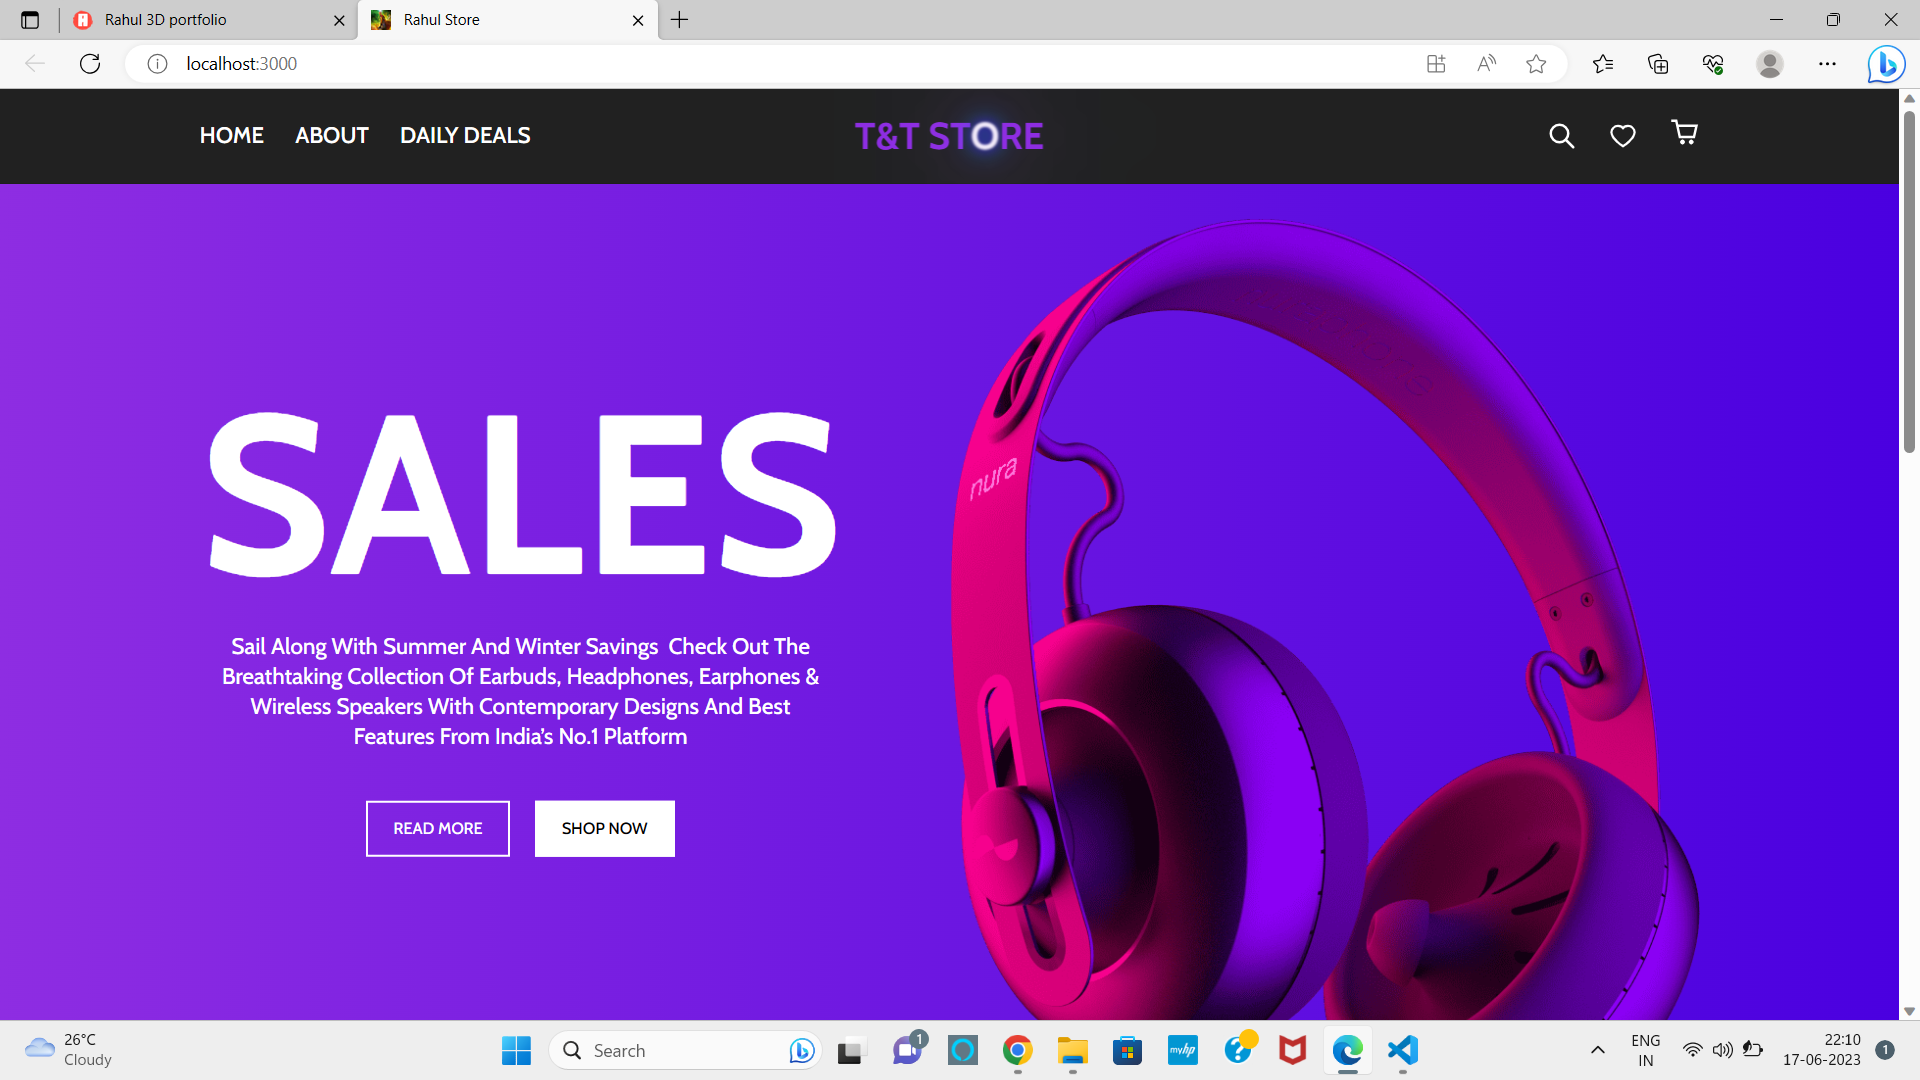 Rahul 3D portfolio
Rahul Store
localhost:3000
HOME ABOUT DAILY DEALS
T&T STORE
SALES
nura
Sail Along With Summer And Winter Savings  Check Out The
Breathtaking Collection Of Earbuds, Headphones, Earphones &
Wireless Speakers With Contemporary Designs And Best
Features From India’s No.1 Platform
READ MORE
SHOP NOW
26°C
Cloudy
Search
1
myhp
ENG
IN
22:10
17-06-2023
1